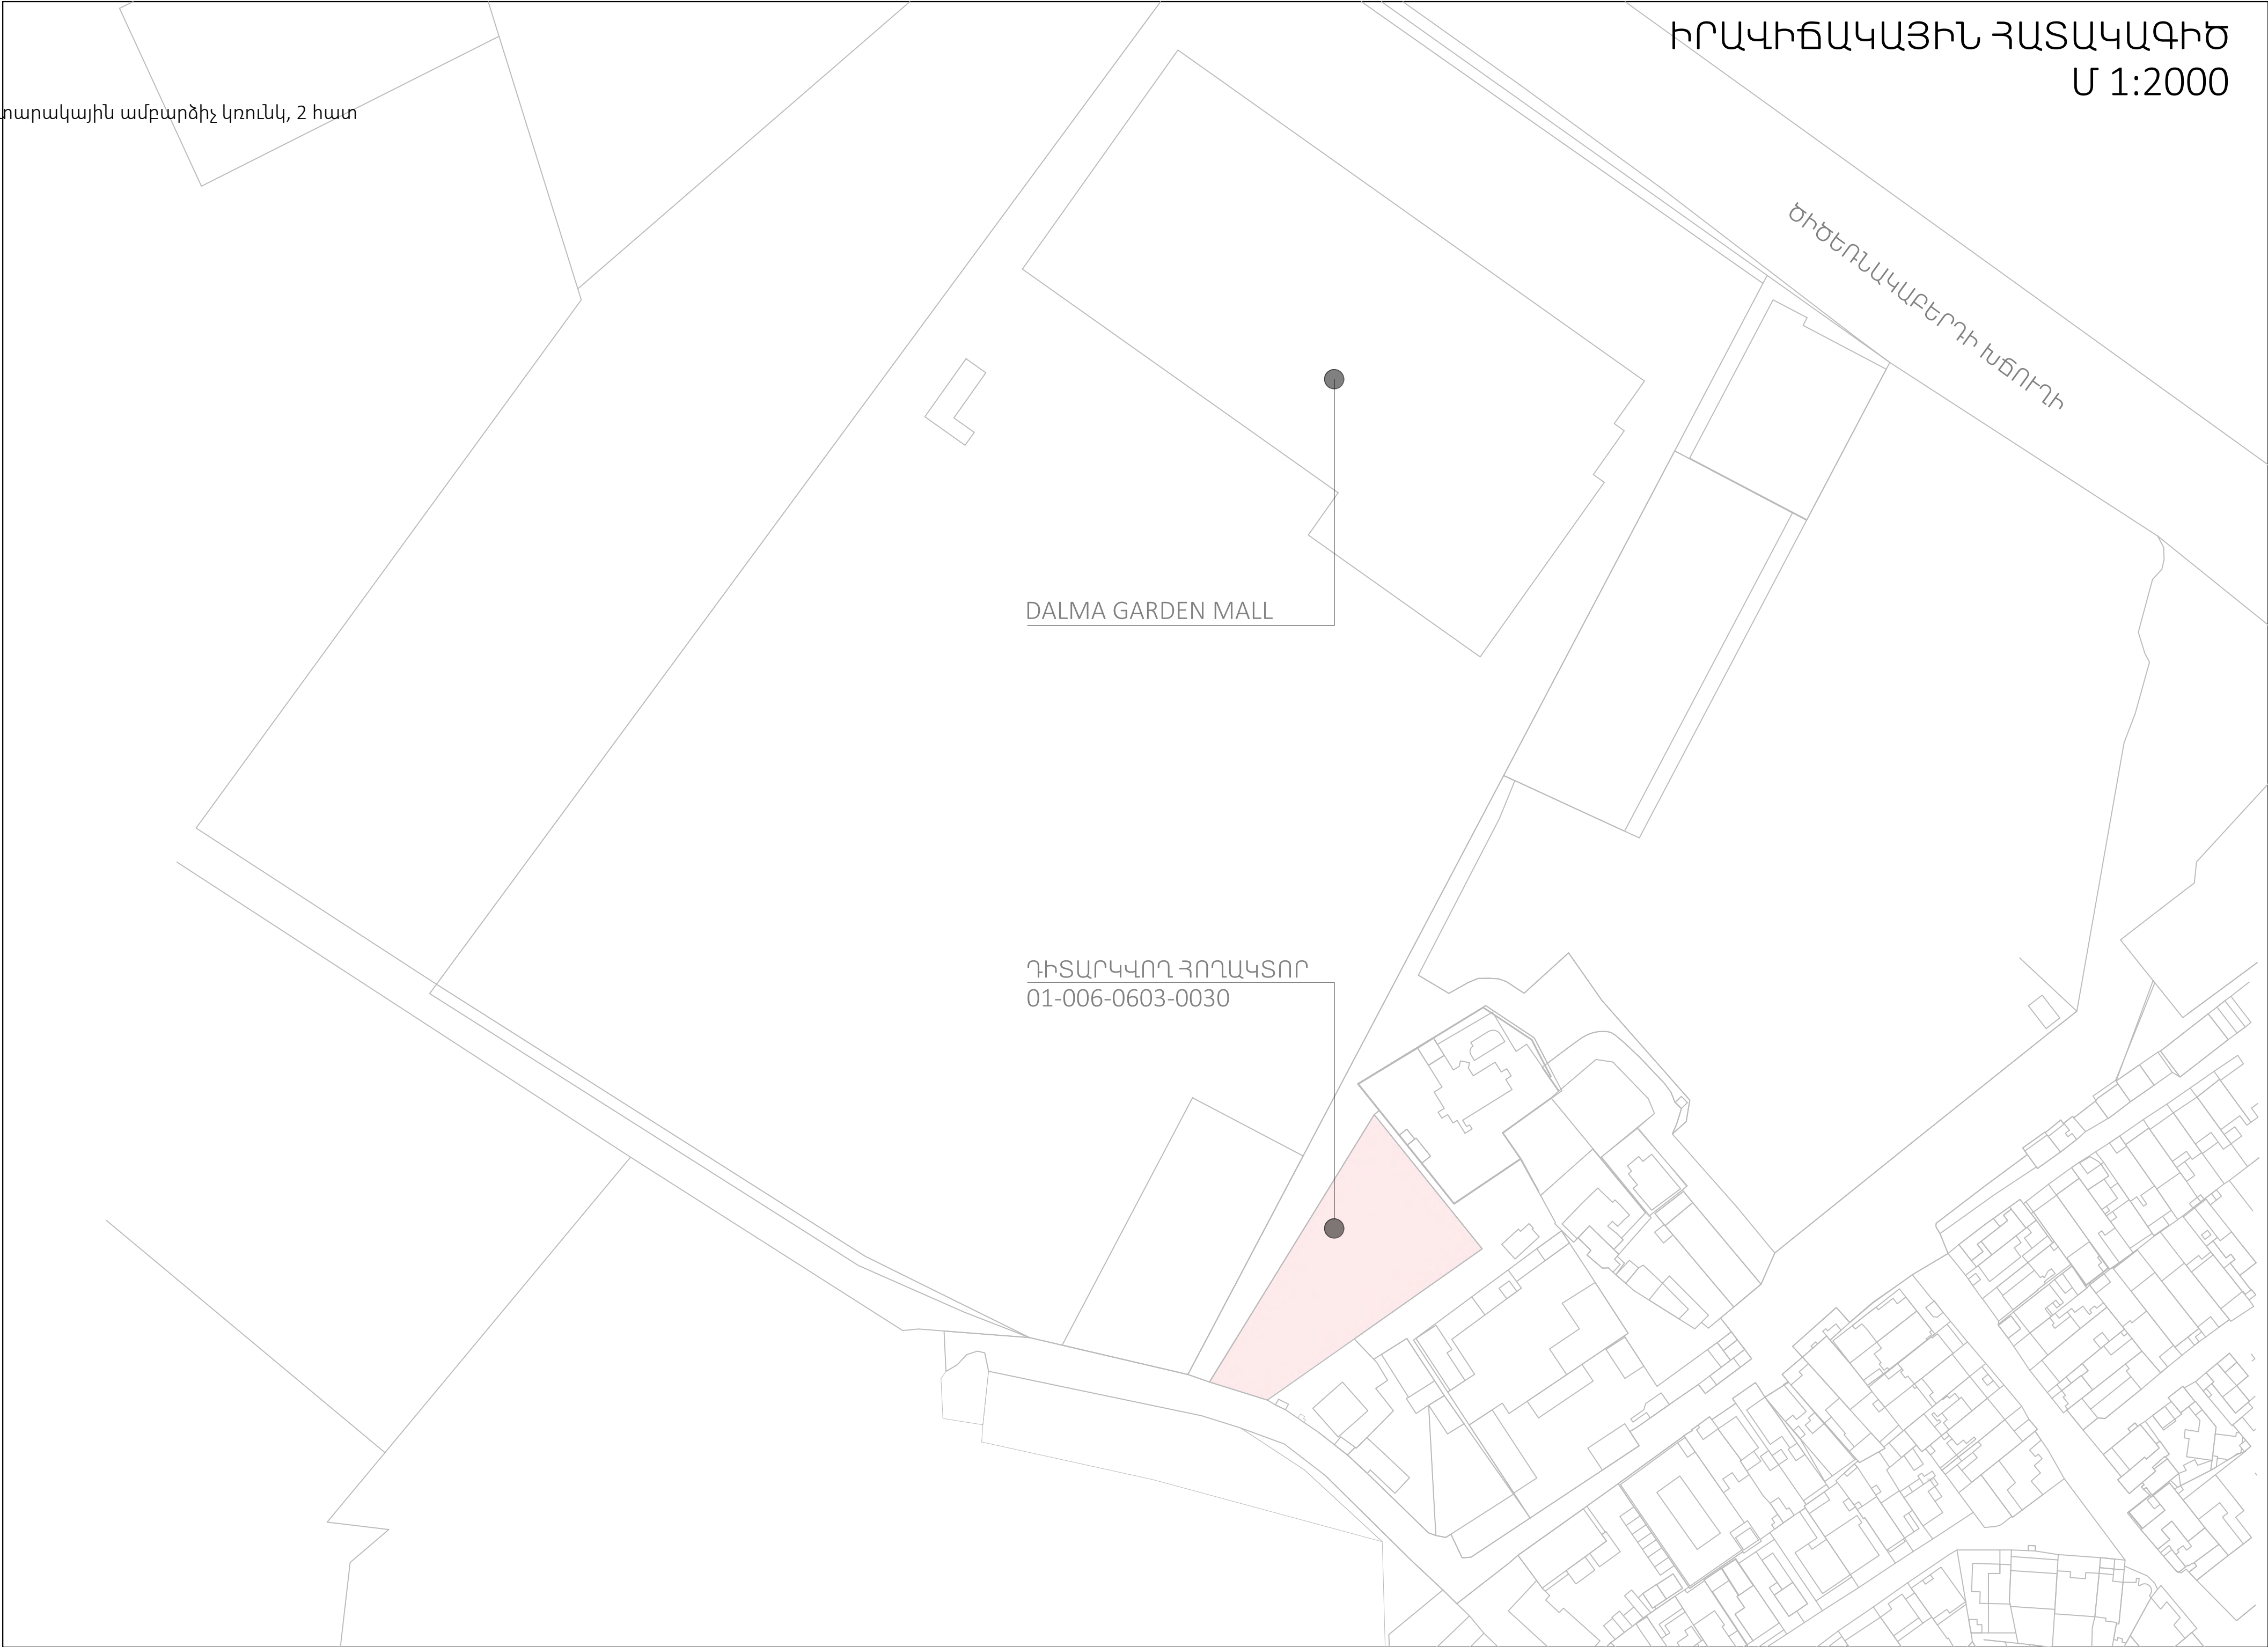 ԻՐԱՎԻՃԱԿԱՅԻՆ ՀԱՏԱԿԱԳԻԾ
Մ 1:2000
տարակային ամբարձիչ կռունկ, 2 հատ
ԾԻԾԵՌՆԱԿԱԲԵՐԴԻ ԽՃՈՒՂԻ
DALMA GARDEN MALL
ԴԻՏԱՐԿՎՈՂ ՀՈՂԱԿՏՈՐ
01-006-0603-0030